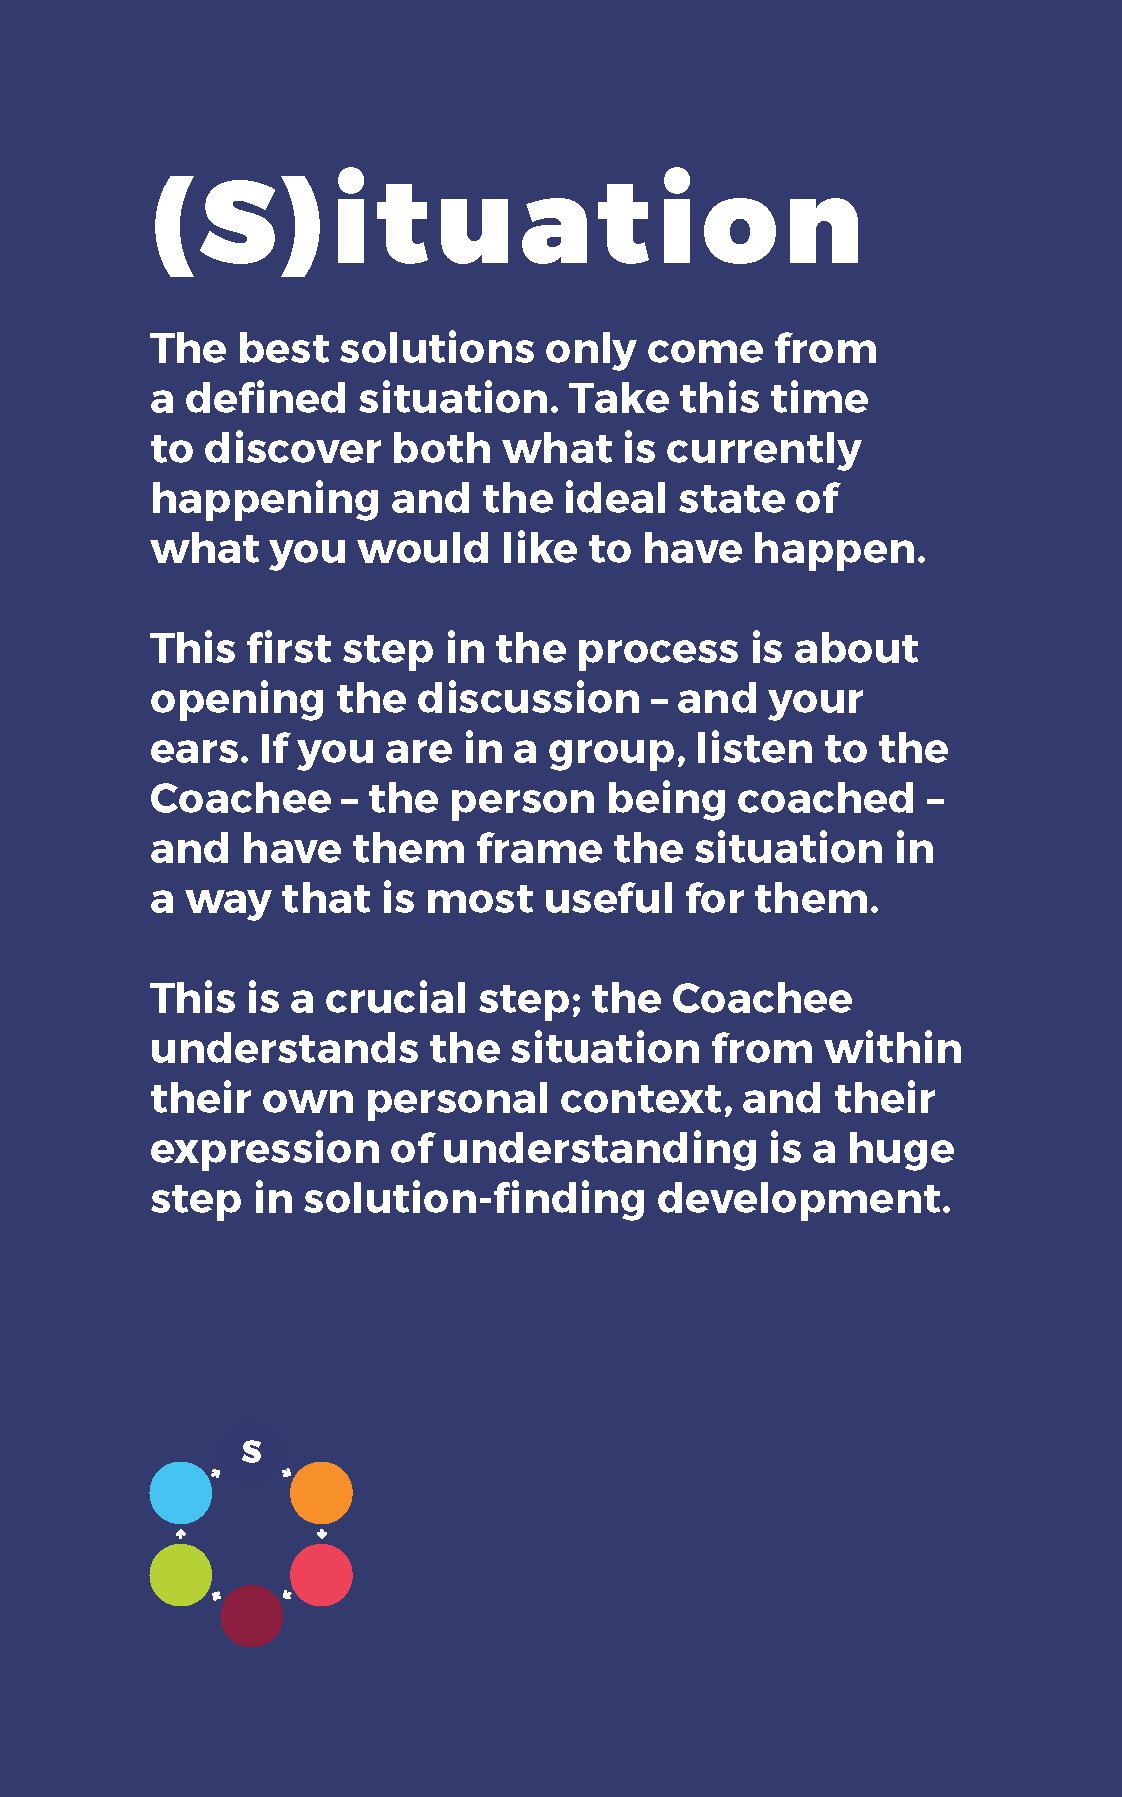 (S)ituation
The best solutions only come from
a defined situation. Take this time
to discover both what is currently
happening and the ideal state of
what you would like to have happen.
This first step in the process is about
opening the discussion – and your
ears. If you are in a group, listen to the
Coachee – the person being coached –
and have them frame the situation in
a way that is most useful for them.
This is a crucial step; the Coachee
understands the situation from within
their own personal context, and their
expression of understanding is a huge
step in solution-finding development.
S